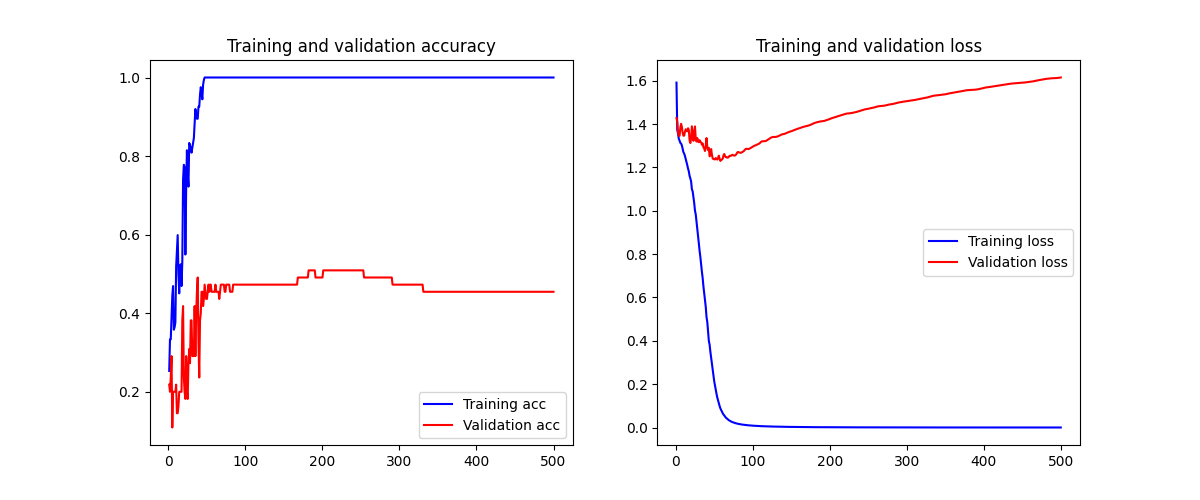 Training and validation accuracy
1.0
0.8
0.6
0.4
0.2
0 100 200 300 400 500
Training acc
Validation acc
Training and validation loss
1.6
1.4
1.2
1.0
0.8
0.6
0.4
0.2
0.0
0 100 200 300 400 500
Training loss
Validation loss